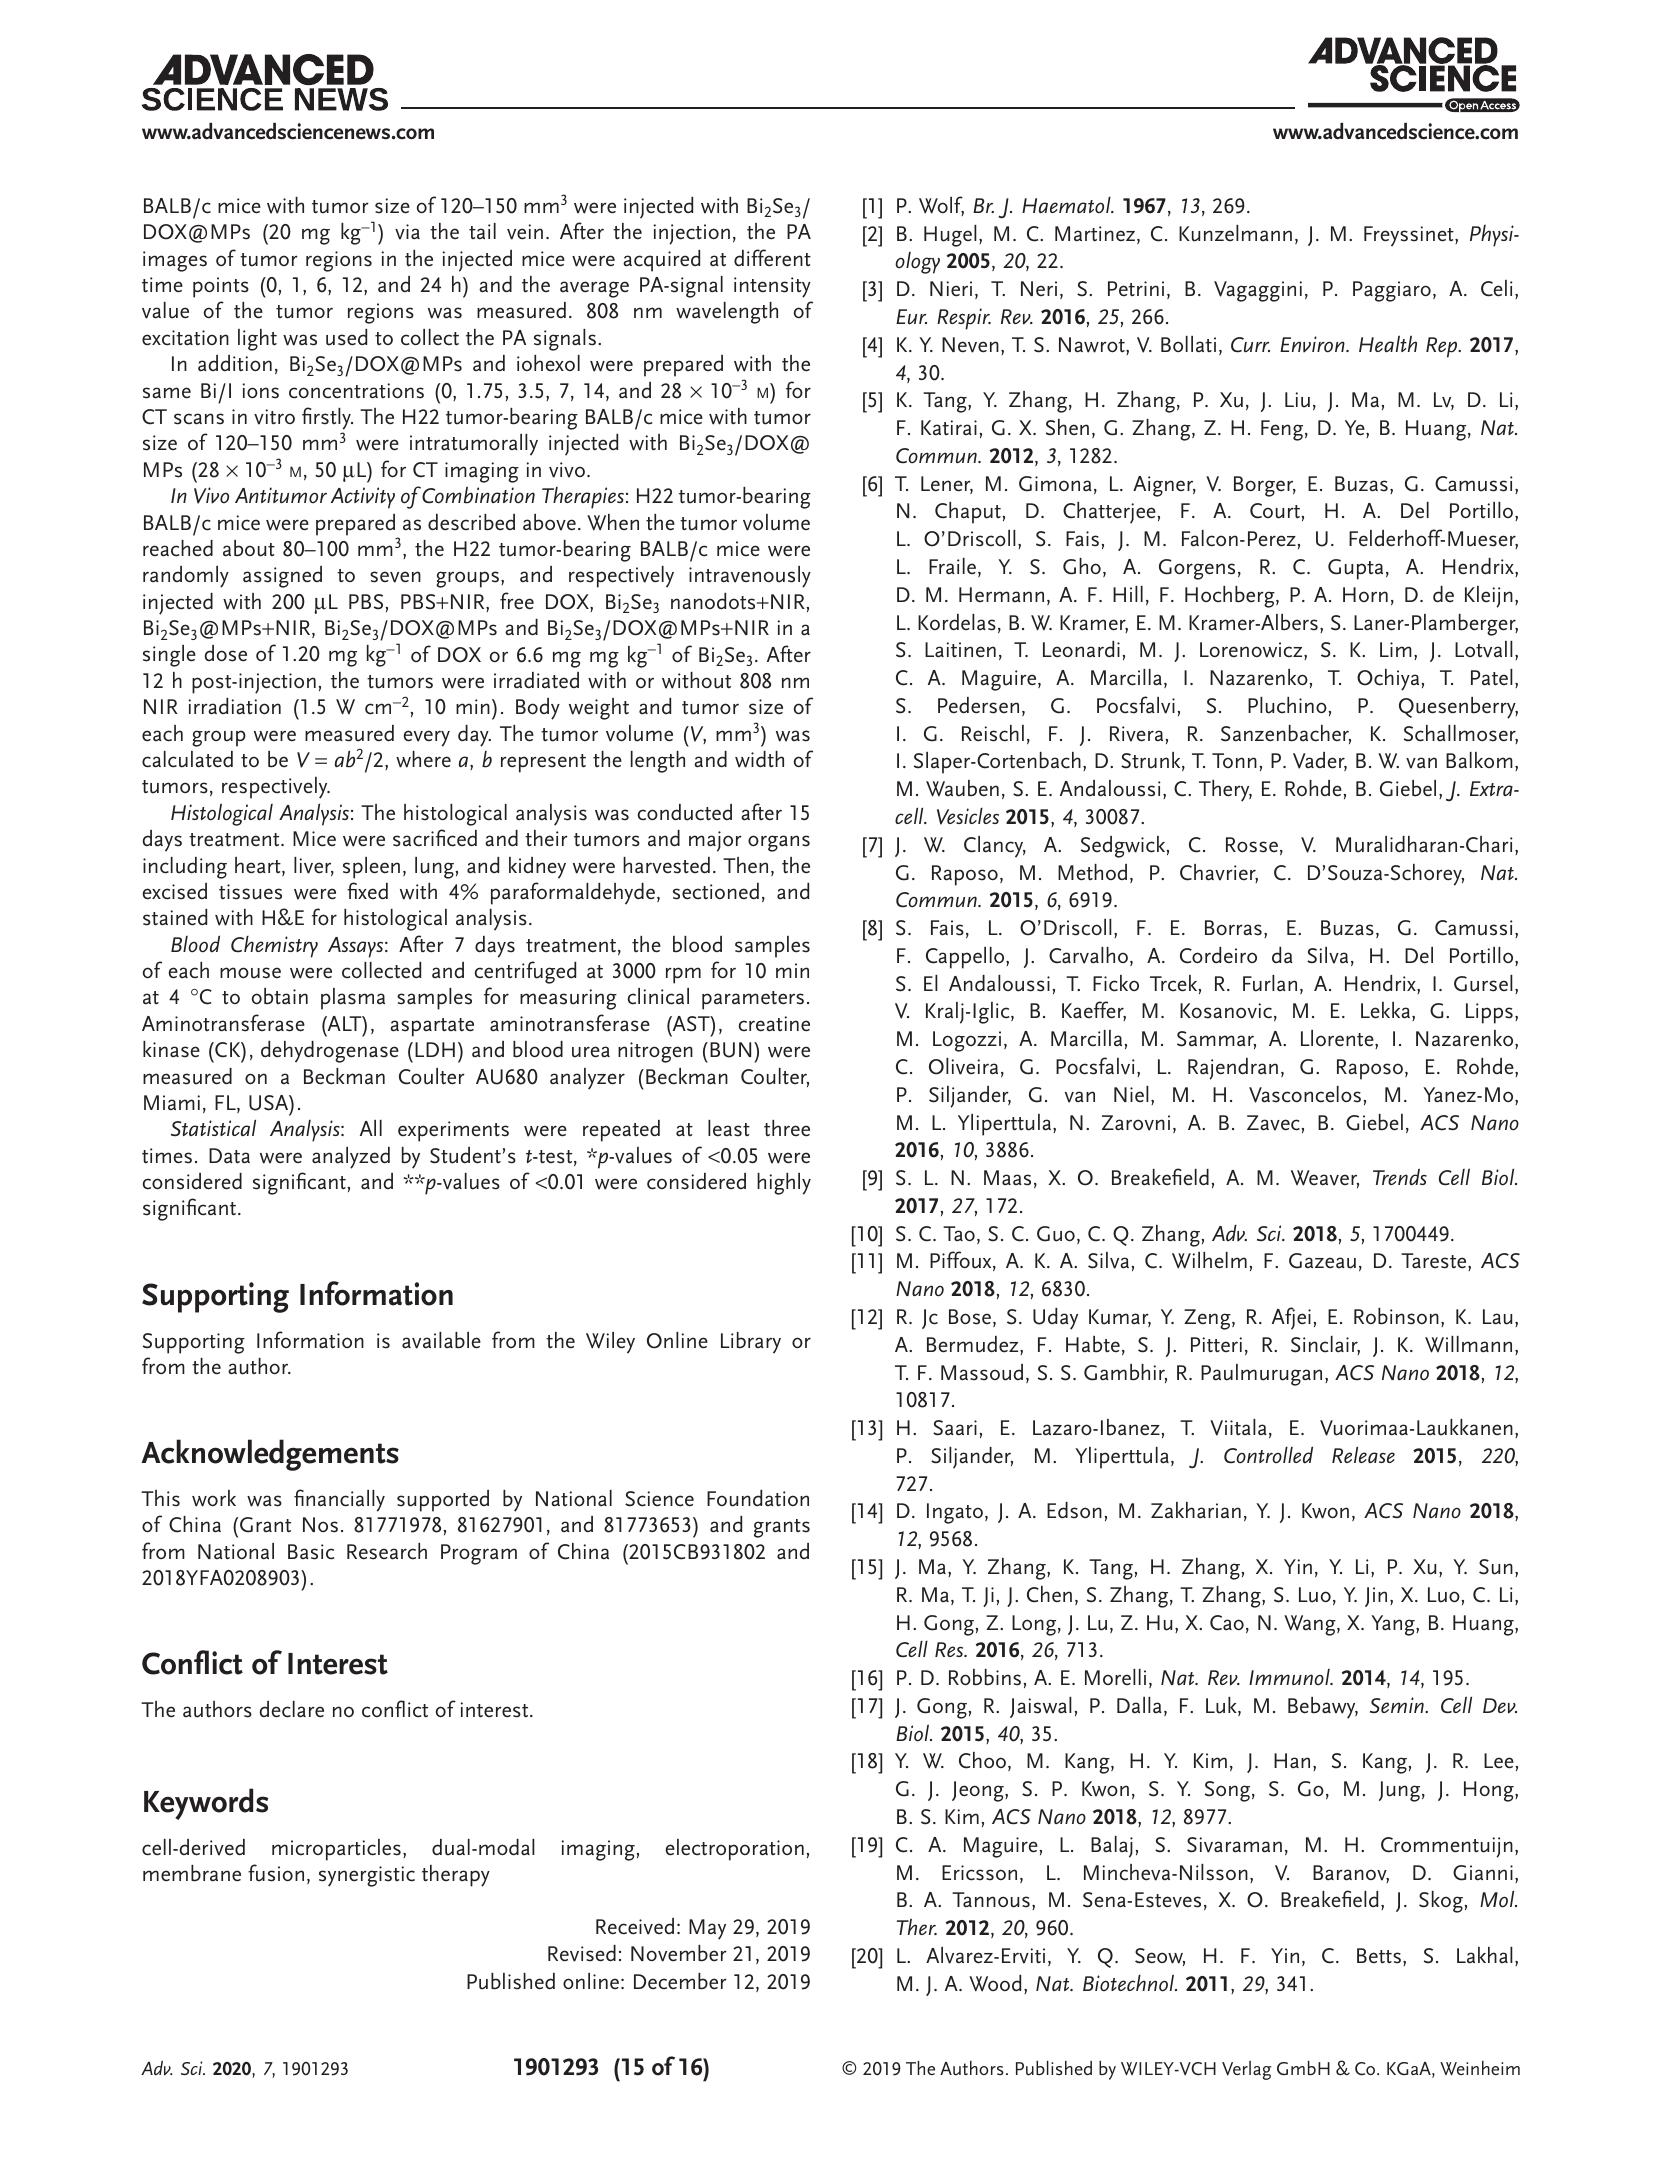 ADVANCED
SCIENCE NEWS
www.advancedsciencenews.com
ADVANCED
SCIENCE
Open Access
www.advancedscience.com
BALB/c mice with tumor size of 120–150 mm³ were injected with Bi₂Se₃/
DOX@MPs (20 mg kg⁻¹) via the tail vein. After the injection, the PA
images of tumor regions in the injected mice were acquired at different
time points (0, 1, 6, 12, and 24 h) and the average PA-signal intensity
value of the tumor regions was measured. 808 nm wavelength of
excitation light was used to collect the PA signals.
In addition, Bi₂Se₃/DOX@MPs and iohexol were prepared with the
same Bi/I ions concentrations (0, 1.75, 3.5, 7, 14, and 28 × 10⁻³ M) for
CT scans in vitro firstly. The H22 tumor-bearing BALB/c mice with tumor
size of 120–150 mm³ were intratumorally injected with Bi₂Se₃/DOX@
MPs (28 × 10⁻³ M, 50 µL) for CT imaging in vivo.
In Vivo Antitumor Activity of Combination Therapies: H22 tumor-bearing
BALB/c mice were prepared as described above. When the tumor volume
reached about 80–100 mm³, the H22 tumor-bearing BALB/c mice were
randomly assigned to seven groups, and respectively intravenously
injected with 200 µL PBS, PBS+NIR, free DOX, Bi₂Se₃ nanodots+NIR,
Bi₂Se₃@MPs+NIR, Bi₂Se₃/DOX@MPs and Bi₂Se₃/DOX@MPs+NIR in a
single dose of 1.20 mg kg⁻¹ of DOX or 6.6 mg mg kg⁻¹ of Bi₂Se₃. After
12 h post-injection, the tumors were irradiated with or without 808 nm
NIR irradiation (1.5 W cm⁻², 10 min). Body weight and tumor size of
each group were measured every day. The tumor volume (V, mm³) was
calculated to be V = ab²/2, where a, b represent the length and width of
tumors, respectively.
Histological Analysis: The histological analysis was conducted after 15
days treatment. Mice were sacrificed and their tumors and major organs
including heart, liver, spleen, lung, and kidney were harvested. Then, the
excised tissues were fixed with 4% paraformaldehyde, sectioned, and
stained with H&E for histological analysis.
Blood Chemistry Assays: After 7 days treatment, the blood samples
of each mouse were collected and centrifuged at 3000 rpm for 10 min
at 4 °C to obtain plasma samples for measuring clinical parameters.
Aminotransferase (ALT), aspartate aminotransferase (AST), creatine
kinase (CK), dehydrogenase (LDH) and blood urea nitrogen (BUN) were
measured on a Beckman Coulter AU680 analyzer (Beckman Coulter,
Miami, FL, USA).
Statistical Analysis: All experiments were repeated at least three
times. Data were analyzed by Student's t-test, *p-values of <0.05 were
considered significant, and **p-values of <0.01 were considered highly
significant.
Supporting Information
Supporting Information is available from the Wiley Online Library or
from the author.
Acknowledgements
This work was financially supported by National Science Foundation
of China (Grant Nos. 81771978, 81627901, and 81773653) and grants
from National Basic Research Program of China (2015CB931802 and
2018YFA0208903).
Conflict of Interest
The authors declare no conflict of interest.
Keywords
cell-derived microparticles, dual-modal imaging, electroporation,
membrane fusion, synergistic therapy
Received: May 29, 2019
Revised: November 21, 2019
Published online: December 12, 2019
[1] P. Wolf, Br. J. Haematol. 1967, 13, 269.
[2] B. Hugel, M. C. Martinez, C. Kunzelmann, J. M. Freyssinet, Physi-
ology 2005, 20, 22.
[3] D. Nieri, T. Neri, S. Petrini, B. Vagaggini, P. Paggiaro, A. Celi,
Eur. Respir. Rev. 2016, 25, 266.
[4] K. Y. Neven, T. S. Nawrot, V. Bollati, Curr. Environ. Health Rep. 2017,
4, 30.
[5] K. Tang, Y. Zhang, H. Zhang, P. Xu, J. Liu, J. Ma, M. Lv, D. Li,
F. Katirai, G. X. Shen, G. Zhang, Z. H. Feng, D. Ye, B. Huang, Nat.
Commun. 2012, 3, 1282.
[6] T. Lener, M. Gimona, L. Aigner, V. Borger, E. Buzas, G. Camussi,
N. Chaput, D. Chatterjee, F. A. Court, H. A. Del Portillo,
L. O'Driscoll, S. Fais, J. M. Falcon-Perez, U. Felderhoff-Mueser,
L. Fraile, Y. S. Gho, A. Gorgens, R. C. Gupta, A. Hendrix,
D. M. Hermann, A. F. Hill, F. Hochberg, P. A. Horn, D. de Kleijn,
L. Kordelas, B. W. Kramer, E. M. Kramer-Albers, S. Laner-Plamberger,
S. Laitinen, T. Leonardi, M. J. Lorenowicz, S. K. Lim, J. Lotvall,
C. A. Maguire, A. Marcilla, I. Nazarenko, T. Ochiya, T. Patel,
S. Pedersen, G. Pocsfalvi, S. Pluchino, P. Quesenberry,
I. G. Reischl, F. J. Rivera, R. Sanzenbacher, K. Schallmoser,
I. Slaper-Cortenbach, D. Strunk, T. Tonn, P. Vader, B. W. van Balkom,
M. Wauben, S. E. Andaloussi, C. Thery, E. Rohde, B. Giebel, J. Extra-
cell. Vesicles 2015, 4, 30087.
[7] J. W. Clancy, A. Sedgwick, C. Rosse, V. Muralidharan-Chari,
G. Raposo, M. Method, P. Chavrier, C. D'Souza-Schorey, Nat.
Commun. 2015, 6, 6919.
[8] S. Fais, L. O'Driscoll, F. E. Borras, E. Buzas, G. Camussi,
F. Cappello, J. Carvalho, A. Cordeiro da Silva, H. Del Portillo,
S. El Andaloussi, T. Ficko Trcek, R. Furlan, A. Hendrix, I. Gursel,
V. Kralj-Iglic, B. Kaeffer, M. Kosanovic, M. E. Lekka, G. Lipps,
M. Logozzi, A. Marcilla, M. Sammar, A. Llorente, I. Nazarenko,
C. Oliveira, G. Pocsfalvi, L. Rajendran, G. Raposo, E. Rohde,
P. Siljander, G. van Niel, M. H. Vasconcelos, M. Yanez-Mo,
M. L. Yliperttula, N. Zarovni, A. B. Zavec, B. Giebel, ACS Nano
2016, 10, 3886.
[9] S. L. N. Maas, X. O. Breakefield, A. M. Weaver, Trends Cell Biol.
2017, 27, 172.
[10] S. C. Tao, S. C. Guo, C. Q. Zhang, Adv. Sci. 2018, 5, 1700449.
[11] M. Piffoux, A. K. A. Silva, C. Wilhelm, F. Gazeau, D. Tareste, ACS
Nano 2018, 12, 6830.
[12] R. Jc Bose, S. Uday Kumar, Y. Zeng, R. Afjei, E. Robinson, K. Lau,
A. Bermudez, F. Habte, S. J. Pitteri, R. Sinclair, J. K. Willmann,
T. F. Massoud, S. S. Gambhir, R. Paulmurugan, ACS Nano 2018, 12,
10817.
[13] H. Saari, E. Lazaro-Ibanez, T. Viitala, E. Vuorimaa-Laukkanen,
P. Siljander, M. Yliperttula, J. Controlled Release 2015, 220,
727.
[14] D. Ingato, J. A. Edson, M. Zakharian, Y. J. Kwon, ACS Nano 2018,
12, 9568.
[15] J. Ma, Y. Zhang, K. Tang, H. Zhang, X. Yin, Y. Li, P. Xu, Y. Sun,
R. Ma, T. Ji, J. Chen, S. Zhang, T. Zhang, S. Luo, Y. Jin, X. Luo, C. Li,
H. Gong, Z. Long, J. Lu, Z. Hu, X. Cao, N. Wang, X. Yang, B. Huang,
Cell Res. 2016, 26, 713.
[16] P. D. Robbins, A. E. Morelli, Nat. Rev. Immunol. 2014, 14, 195.
[17] J. Gong, R. Jaiswal, P. Dalla, F. Luk, M. Bebawy, Semin. Cell Dev.
Biol. 2015, 40, 35.
[18] Y. W. Choo, M. Kang, H. Y. Kim, J. Han, S. Kang, J. R. Lee,
G. J. Jeong, S. P. Kwon, S. Y. Song, S. Go, M. Jung, J. Hong,
B. S. Kim, ACS Nano 2018, 12, 8977.
[19] C. A. Maguire, L. Balaj, S. Sivaraman, M. H. Crommentuijn,
M. Ericsson, L. Mincheva-Nilsson, V. Baranov, D. Gianni,
B. A. Tannous, M. Sena-Esteves, X. O. Breakefield, J. Skog, Mol.
Ther. 2012, 20, 960.
[20] L. Alvarez-Erviti, Y. Q. Seow, H. F. Yin, C. Betts, S. Lakhal,
M. J. A. Wood, Nat. Biotechnol. 2011, 29, 341.
Adv. Sci. 2020, 7, 1901293
1901293 (15 of 16)
© 2019 The Authors. Published by WILEY-VCH Verlag GmbH & Co. KGaA, Weinheim